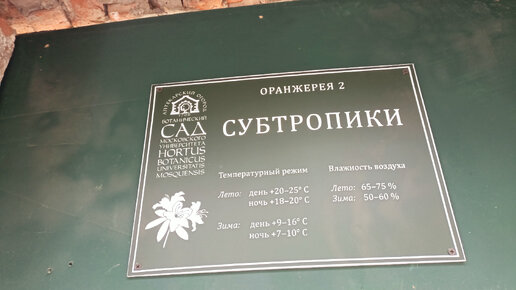 АПТЕКАРСКИЙ ОГОРОД
БОТАНИЧЕСКИЙ
САД
МОСКОВСКОГО
УНИВЕРСИТЕТА
HORTUS
BOTANICUS
UNIVERSITATIS
MOSQUENSIS
ОРАНЖЕРЕЯ 2
СУБТРОПИКИ
Температурный режим
Лето: день +20–25° С
ночь +18–20° С
Зима: день +9–16° С
ночь +7–10° С
Влажность воздуха
Лето: 65–75 %
Зима: 50–60 %